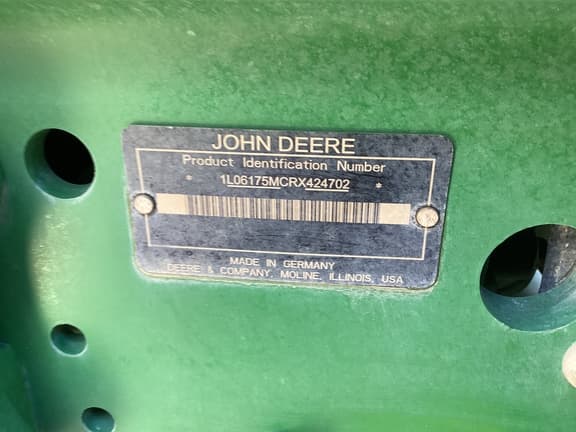 JOHN DEERE
Product Identification Number
* 1L06175MCRX424702 *
MADE IN GERMANY
DEERE & COMPANY, MOLINE, ILLINOIS, USA